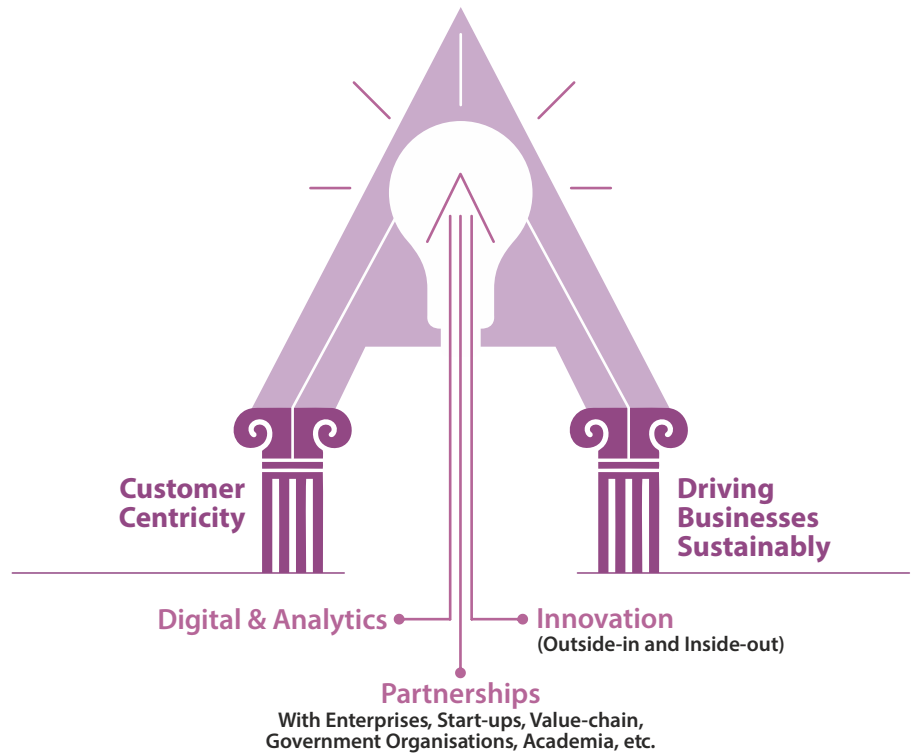 Customer
Centricity
Driving
Businesses
Sustainably
Digital & Analytics
Innovation
(Outside-in and Inside-out)
Partnerships
With Enterprises, Start-ups, Value-chain,
Government Organisations, Academia, etc.